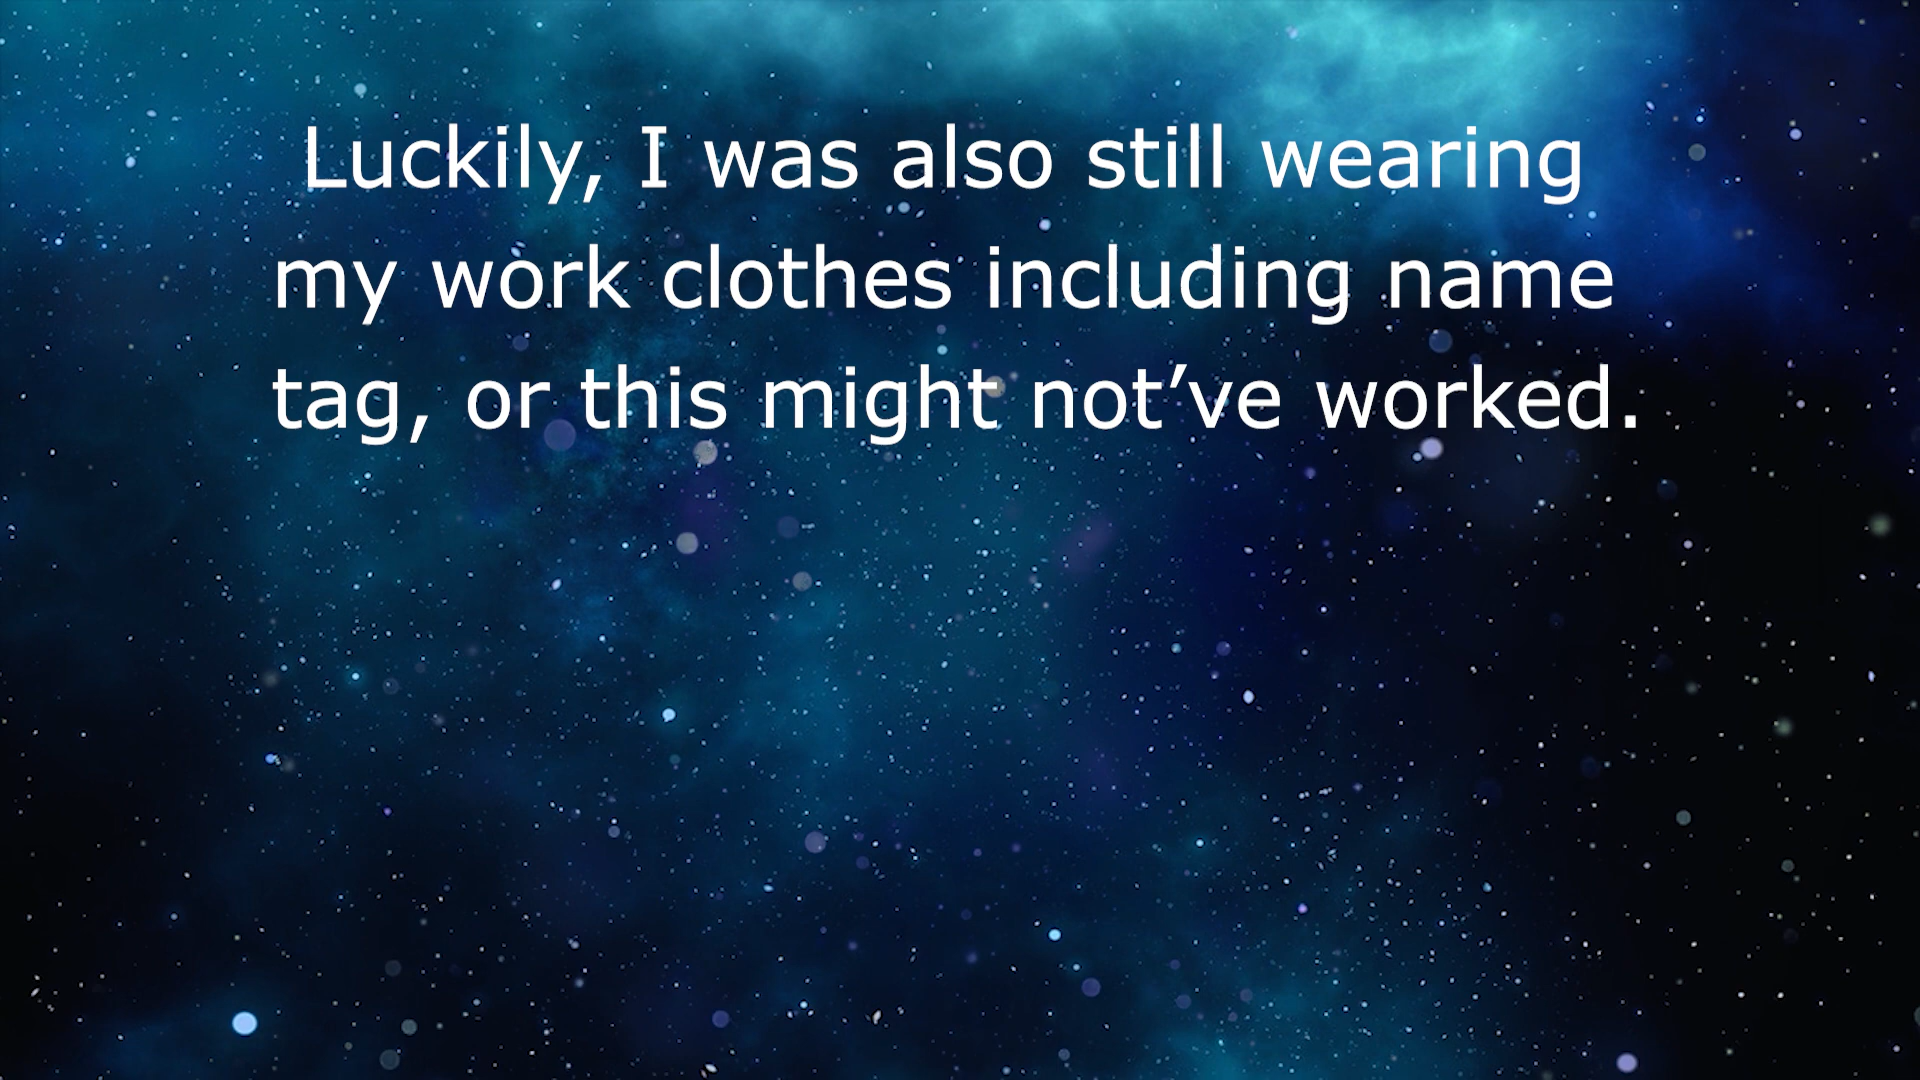 Luckily, I was also still wearing
my work clothes including name
tag, or this might not’ve worked.